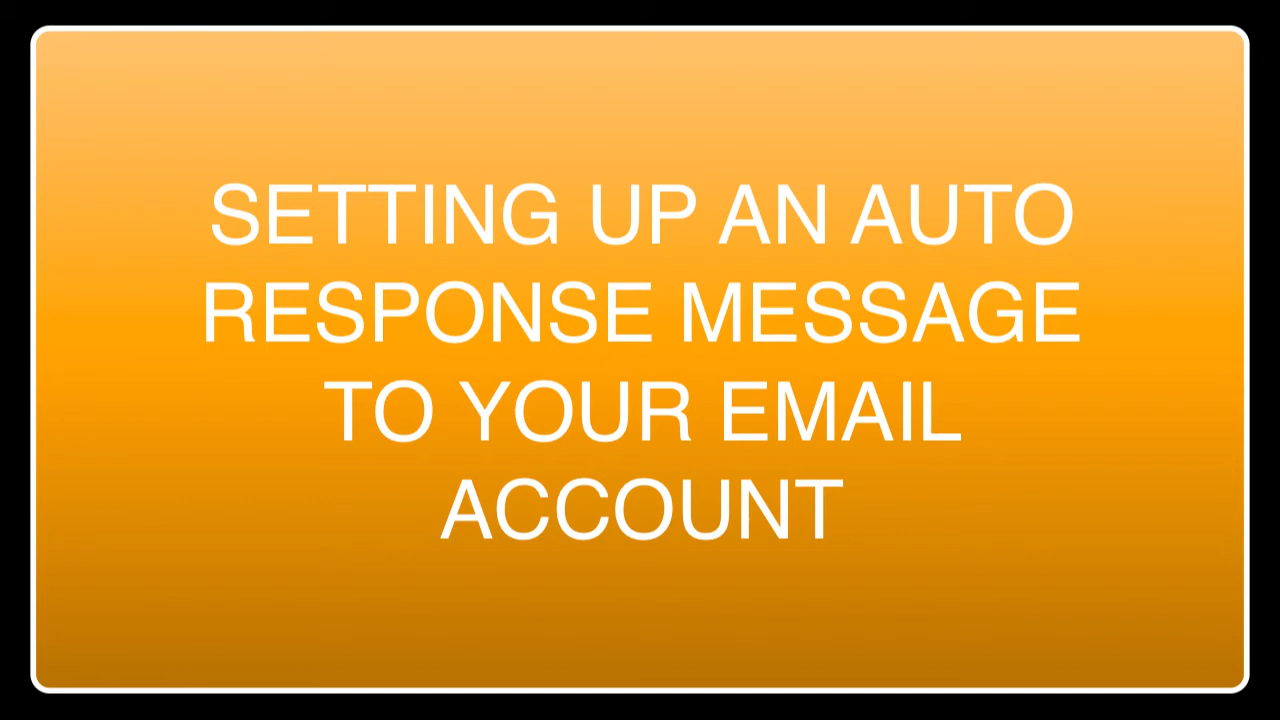 SETTING UP AN AUTO
RESPONSE MESSAGE
TO YOUR EMAIL
ACCOUNT